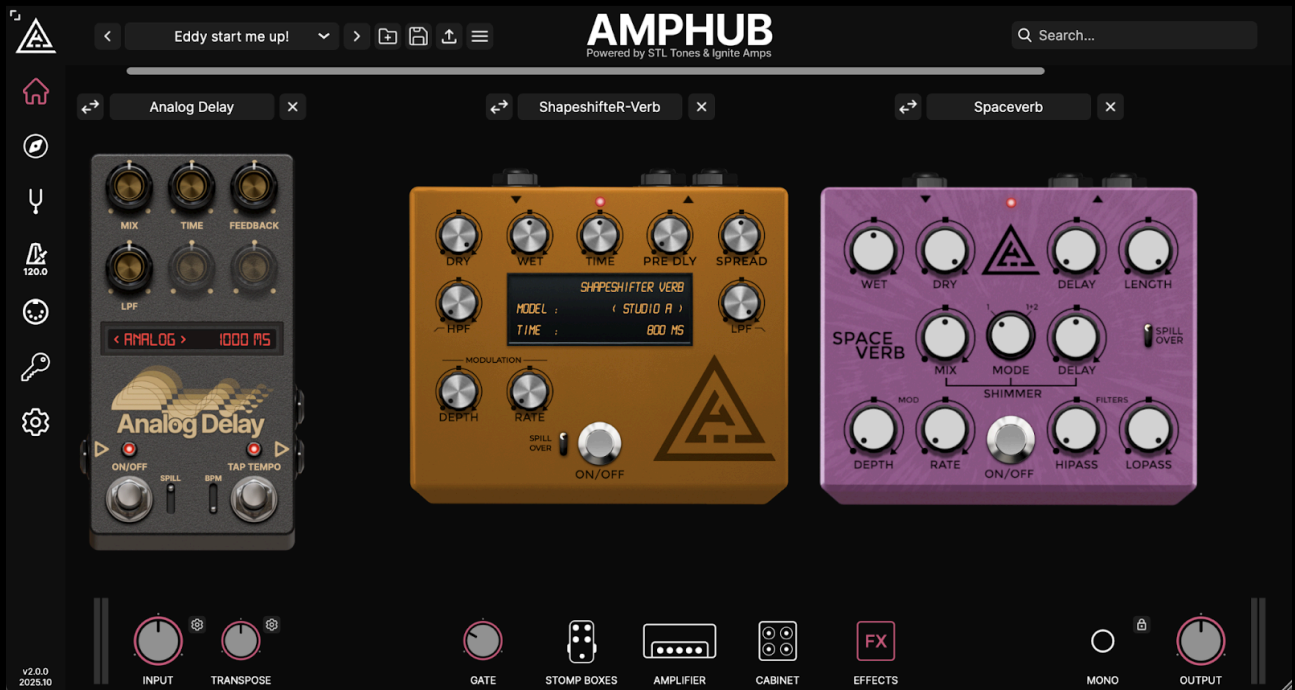 Eddy start me up!
AMPHUB
Powered by STL Tones & Ignite Amps
Search...
Analog Delay
ShapeshifteR-Verb
Spaceverb
120.0
MIX TIME FEEDBACK
LPF
< ANALOG > 1000 MS
Analog Delay
ON/OFF TAP TEMPO
SPILL BPM
DRY WET TIME PRE DLY SPREAD
SHAPESHIFTER VERB
MODEL : ( STUDIO A )
TIME : 800 MS
HPF LPF
MODULATION
DEPTH RATE
SPILL
OVER
ON/OFF
WET DRY DELAY LENGTH
1 1+2
SPACE
VERB
SPILL
OVER
MIX MODE DELAY
SHIMMER
MOD FILTERS
DEPTH RATE ON/OFF HIPASS LOPASS
v2.0.0
2025.10
INPUT TRANSPOSE GATE STOMP BOXES AMPLIFIER CABINET
FX
EFFECTS MONO OUTPUT